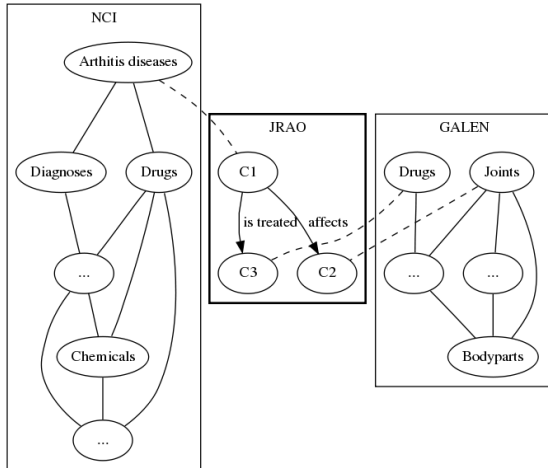 NCI
Arthitis diseases
Diagnoses
Drugs
...
Chemicals
...
JRAO
C1
is treated
affects
C3
C2
GALEN
Drugs
Joints
...
...
Bodyparts